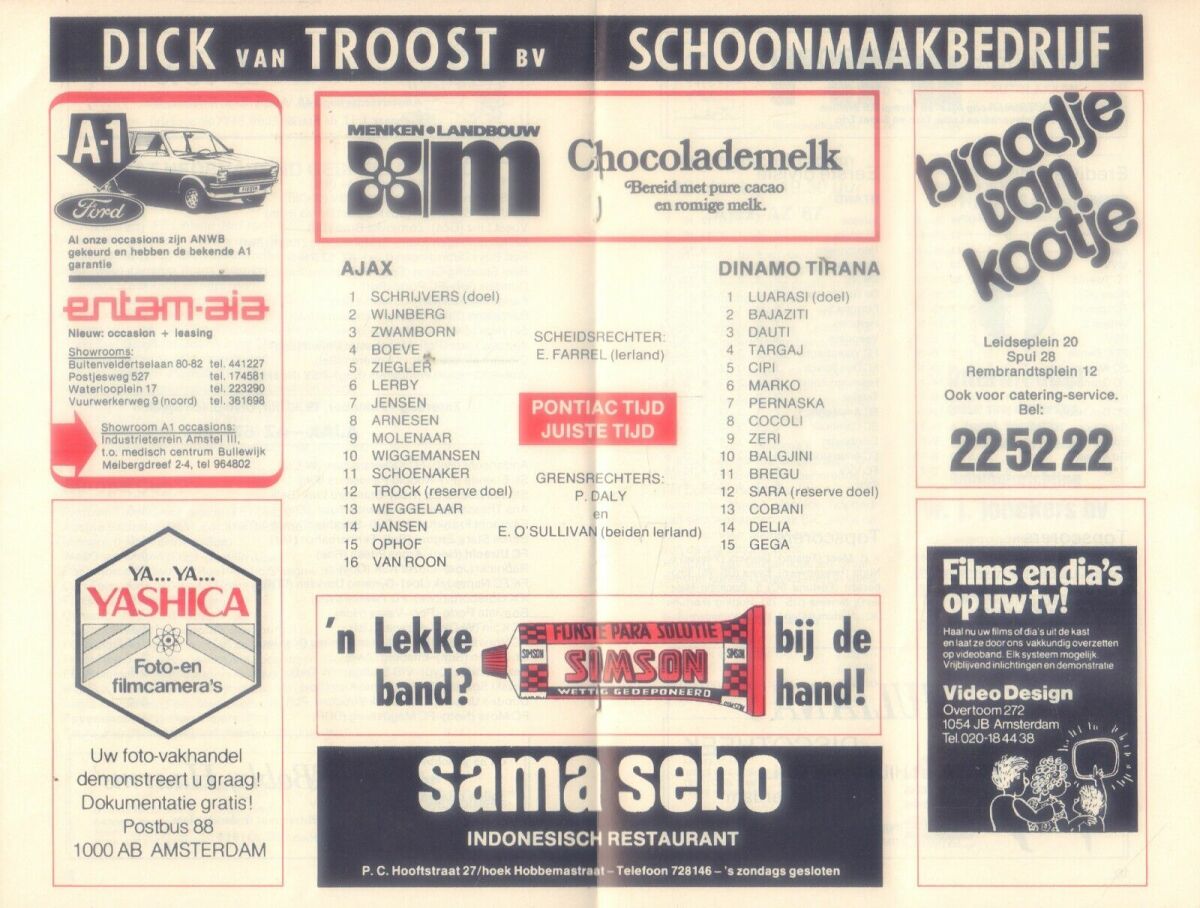 DICK VAN TROOST BV SCHOONMAAKBEDRIJF
A-1
Ford
Al onze occasions zijn ANWB
gekeurd en hebben de bekende A1
garantie
entam-aia
Nieuw: occasion + leasing
Showrooms:
Buitenveldertselaan 80-82 tel. 441227
Postjesweg 527 tel. 174581
Waterlooplein 17 tel. 223290
Vuurwerkerweg 9 (noord) tel. 361698
Showroom A1 occasions:
Industrieterrein Amstel III,
t.o. medisch centrum Bullewijk
Meibergdreef 2-4, tel 964802
YA... YA...
YASHICA
Foto-en
filmcamera's
Uw foto-vakhandel
demonstreert u graag!
Dokumentatie gratis!
Postbus 88
1000 AB AMSTERDAM
MENKEN•LANDBOUW
m
Chocolademelk
Bereid met pure cacao
en romige melk.
AJAX
1 SCHRIJVERS (doel)
2 WIJNBERG
3 ZWAMBORN
4 BOEVE
5 ZIEGLER
6 LERBY
7 JENSEN
8 ARNESEN
9 MOLENAAR
10 WIGGEMANSEN
11 SCHOENAKER
12 TROCK (reserve doel)
13 WEGGELAAR
14 JANSEN
15 OPHOF
16 VAN ROON
SCHEIDSRECHTER:
E. FARREL (Ierland)
PONTIAC TIJD
JUISTE TIJD
GRENSRECHTERS:
P. DALY
en
E. O'SULLIVAN (beiden Ierland)
DINAMO TIRANA
1 LUARASI (doel)
2 BAJAZITI
3 DAUTI
4 TARGAJ
5 CIPI
6 MARKO
7 PERNASKA
8 COCOLI
9 ZERI
10 BALGJINI
11 BREGU
12 SARA (reserve doel)
13 COBANI
14 DELIA
15 GEGA
'n Lekke
band?
FIJNSTE PARA SOLUTIE
SIMSON
SIMSON
SIMSON
WETTIG GEDEPONEERD
SIMSON
bij de
hand!
sama sebo
INDONESISCH RESTAURANT
P. C. Hooftstraat 27/hoek Hobbemastraat – Telefoon 728146 – 's zondags gesloten
broodje
van
kootje
Leidseplein 20
Spui 28
Rembrandtsplein 12
Ook voor catering-service.
Bel:
22 52 22
Films en dia's
op uw tv!
Haal nu uw films of dia's uit de kast
en laat ze door ons vakkundig overzetten
op videoband. Elk systeem mogelijk.
Vrijblijvend inlichtingen en demonstratie
Video Design
Overtoom 272
1054 JB Amsterdam
Tel. 020-18 44 38